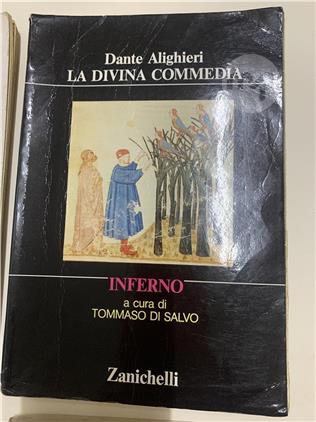 Dante Alighieri
LA DIVINA COMMEDIA
INFERNO
a cura di
TOMMASO DI SALVO
Zanichelli